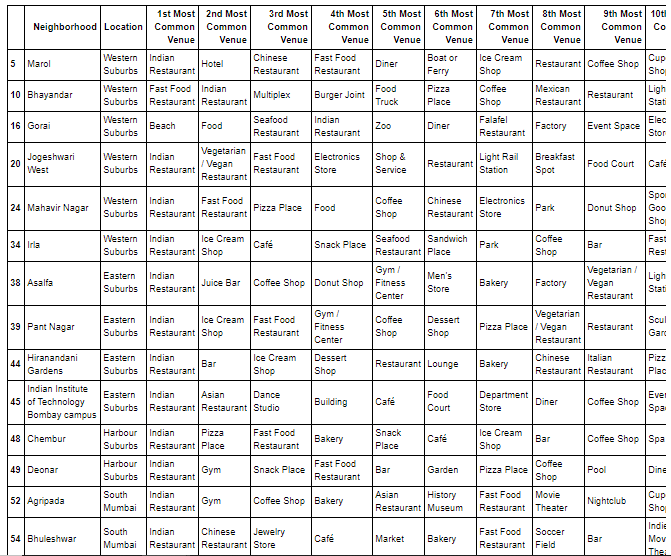 Neighborhood Location 1st Most Common Venue 2nd Most Common Venue 3rd Most Common Venue 4th Most Common Venue 5th Most Common Venue 6th Most Common Venue 7th Most Common Venue 8th Most Common Venue 9th Most Common Venue
5 Marol Western Suburbs Indian Restaurant Hotel Chinese Restaurant Fast Food Restaurant Diner Boat or Ferry Ice Cream Shop Restaurant Coffee Shop
10 Bhayandar Western Suburbs Fast Food Restaurant Indian Restaurant Multiplex Burger Joint Food Truck Pizza Place Coffee Shop Mexican Restaurant Restaurant
16 Gorai Western Suburbs Beach Food Seafood Restaurant Indian Restaurant Zoo Diner Falafel Restaurant Factory Event Space
20 Jogeshwari West Western Suburbs Indian Restaurant Vegetarian / Vegan Restaurant Fast Food Restaurant Electronics Store Shop & Service Restaurant Light Rail Station Breakfast Spot Food Court Café
24 Mahavir Nagar Western Suburbs Indian Restaurant Fast Food Restaurant Pizza Place Food Coffee Shop Chinese Restaurant Electronics Store Park Donut Shop
34 Irla Western Suburbs Indian Restaurant Ice Cream Shop Café Snack Place Seafood Restaurant Sandwich Place Park Coffee Shop Bar
38 Asalfa Eastern Suburbs Indian Restaurant Juice Bar Coffee Shop Donut Shop Gym / Fitness Center Men's Store Bakery Factory Vegetarian / Vegan Restaurant
39 Pant Nagar Eastern Suburbs Indian Restaurant Ice Cream Shop Fast Food Restaurant Gym / Fitness Center Coffee Shop Dessert Shop Pizza Place Vegetarian / Vegan Restaurant Restaurant
44 Hiranandani Gardens Eastern Suburbs Indian Restaurant Bar Ice Cream Shop Dessert Shop Restaurant Lounge Bakery Chinese Restaurant Italian Restaurant
45 Indian Institute of Technology Bombay campus Eastern Suburbs Indian Restaurant Asian Restaurant Dance Studio Building Café Food Court Department Store Diner Coffee Shop
48 Chembur Harbour Suburbs Indian Restaurant Pizza Place Fast Food Restaurant Bakery Snack Place Café Ice Cream Shop Bar Coffee Shop Spa
49 Deonar Harbour Suburbs Indian Restaurant Gym Snack Place Fast Food Restaurant Bar Garden Pizza Place Coffee Shop Pool
52 Agripada South Mumbai Indian Restaurant Gym Coffee Shop Bakery Asian Restaurant History Museum Fast Food Restaurant Movie Theater Nightclub
54 Bhuleshwar South Mumbai Indian Restaurant Chinese Restaurant Jewelry Store Café Market Bakery Fast Food Restaurant Soccer Field Bar